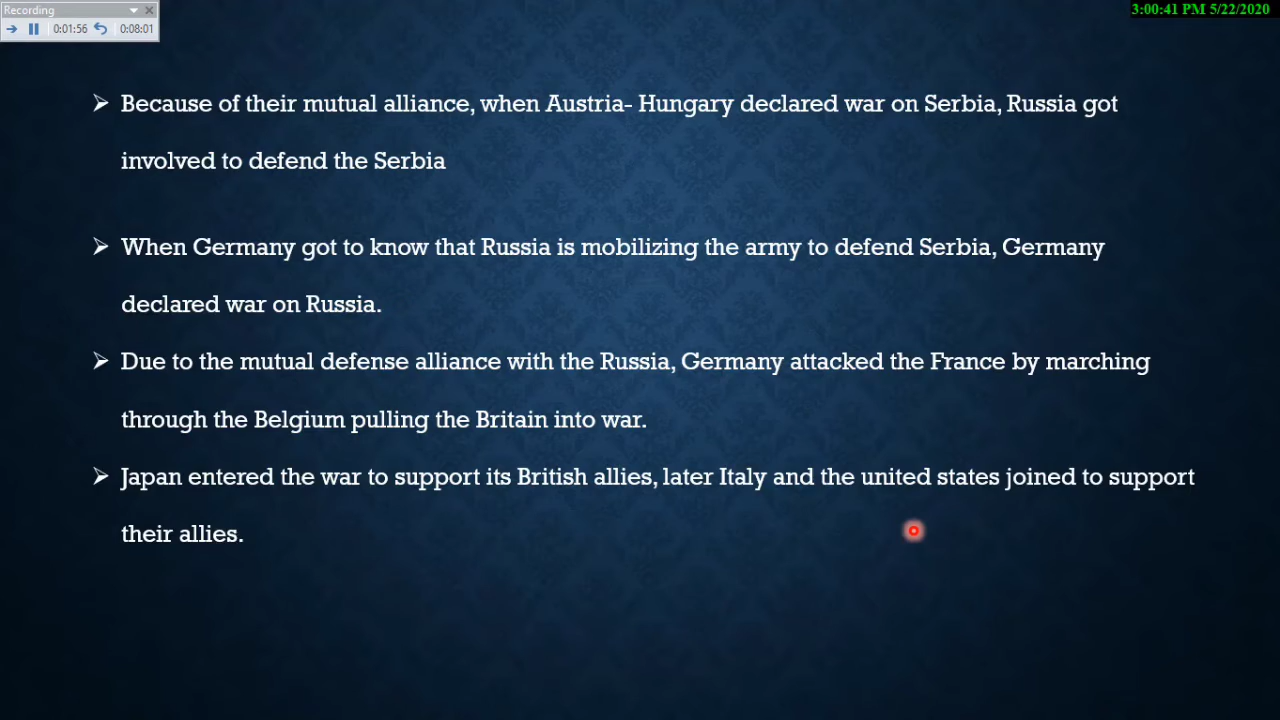 Recording
3:00:41 PM 5/22/2020
0:01:56 0:08:01
➢ Because of their mutual alliance, when Austria- Hungary declared war on Serbia, Russia got
involved to defend the Serbia
➢ When Germany got to know that Russia is mobilizing the army to defend Serbia, Germany
declared war on Russia.
➢ Due to the mutual defense alliance with the Russia, Germany attacked the France by marching
through the Belgium pulling the Britain into war.
➢ Japan entered the war to support its British allies, later Italy and the united states joined to support
their allies.